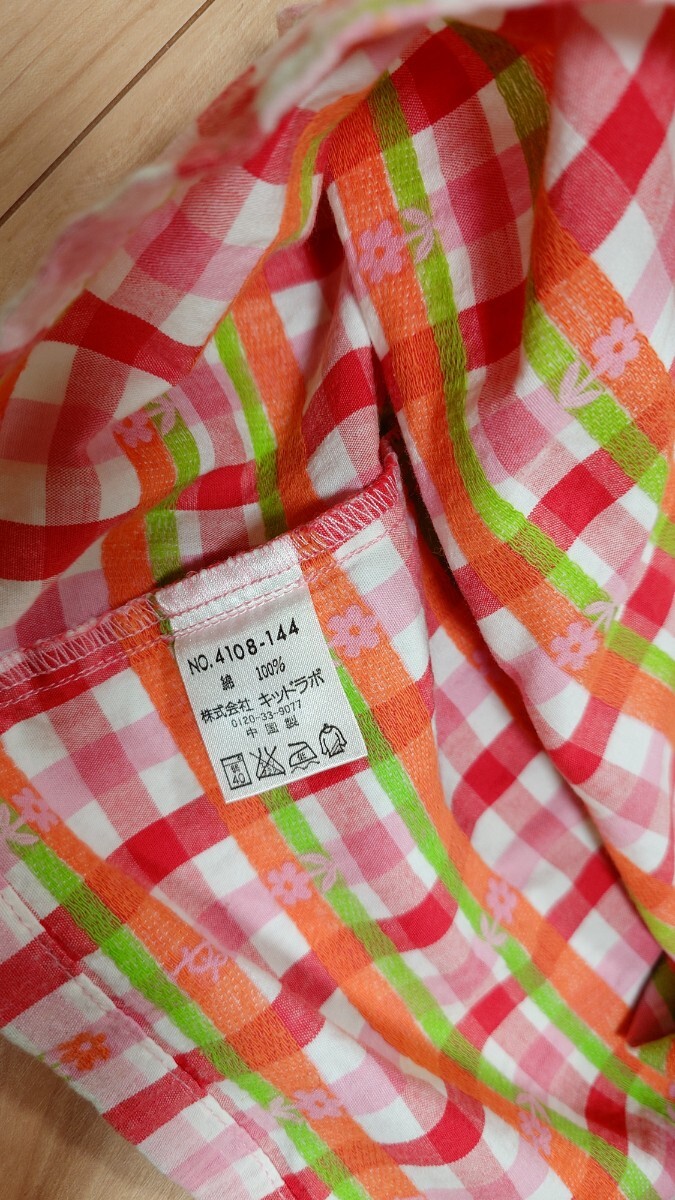 NO.4108-144
綿 100%
株式会社 キッドラボ
0120-33-9077
中国製
40